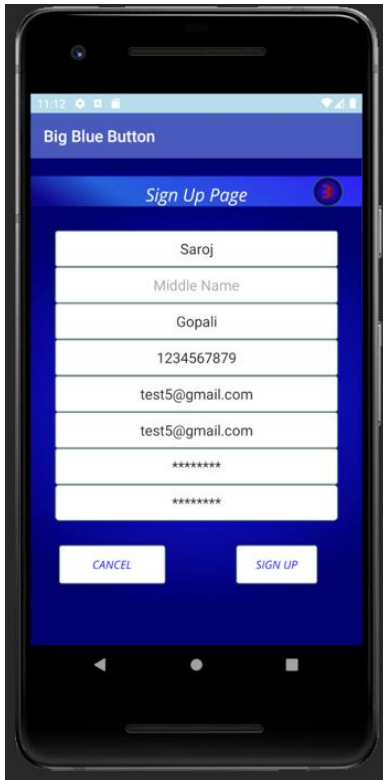 11:12
Big Blue Button
Sign Up Page 3
Saroj
Middle Name
Gopali
1234567879
test5@gmail.com
test5@gmail.com
********
********
CANCEL SIGN UP